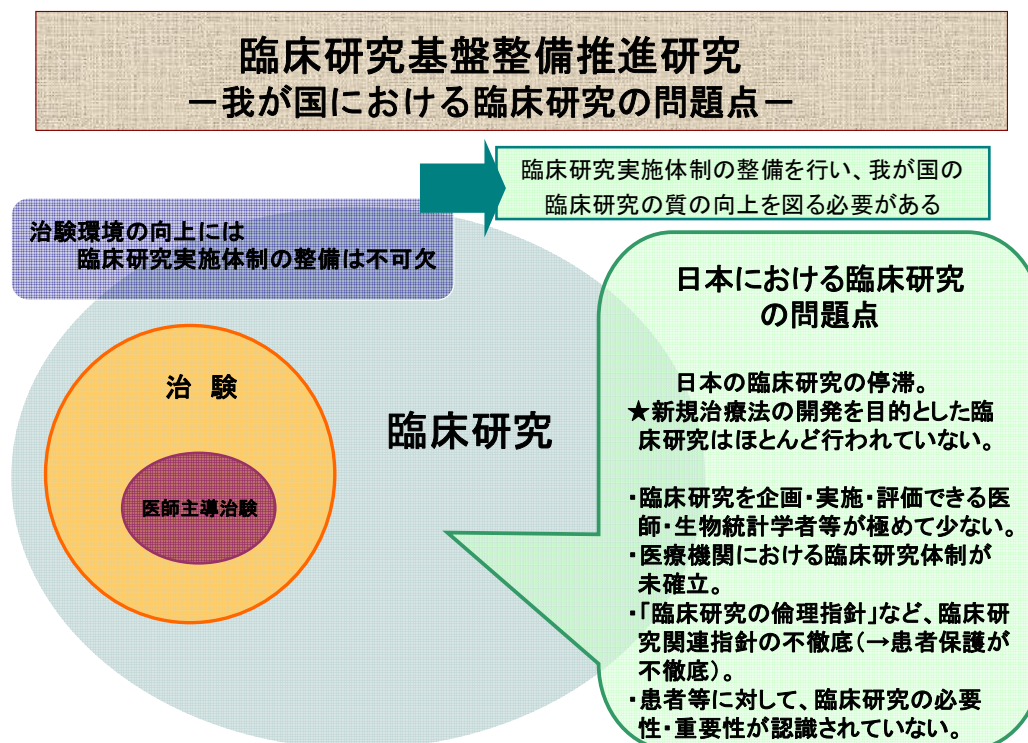 臨床研究基盤整備推進研究
－我が国における臨床研究の問題点－
臨床研究実施体制の整備を行い、我が国の
臨床研究の質の向上を図る必要がある
治験環境の向上には
臨床研究実施体制の整備は不可欠
治　験
医師主導治験
臨床研究
日本における臨床研究
の問題点
日本の臨床研究の停滞。
★新規治療法の開発を目的とした臨
床研究はほとんど行われていない。
・臨床研究を企画・実施・評価できる医
師・生物統計学者等が極めて少ない。
・医療機関における臨床研究体制が
未確立。
・「臨床研究の倫理指針」など、臨床研
究関連指針の不徹底（→患者保護が
不徹底）。
・患者等に対して、臨床研究の必要
性・重要性が認識されていない。